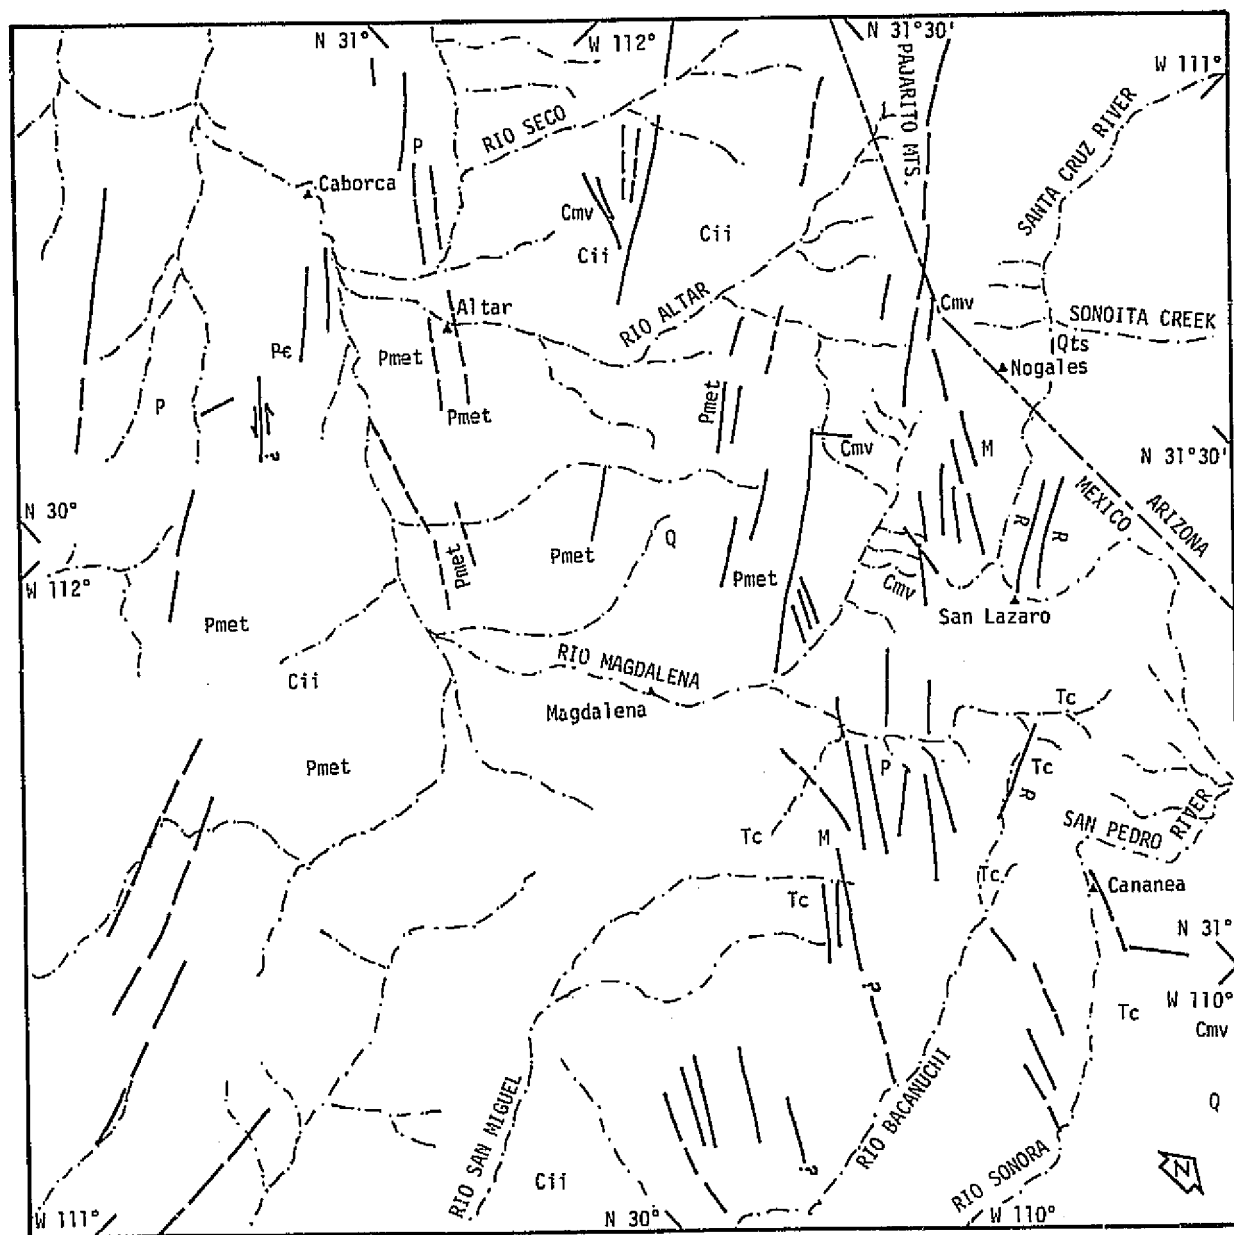 N 31°
W 112°
N 31°30'
W 111°
PAJARITO MTS.
SANTA CRUZ RIVER
RIO SECO
P
Caborca
Cmv
Cii
Cii
RIO ALTAR
Altar
Cmv
SONOITA CREEK
Qts
Nogales
P€
Pmet
Pmet
Pmet
P
?
Cmv
M
N 31°30'
MEXICO
ARIZONA
N 30°
W 112°
R
R
Q
Pmet
Pmet
Pmet
Cmv
San Lazaro
Pmet
Cii
RIO MAGDALENA
Magdalena
Tc
Pmet
P
Tc
R
SAN PEDRO RIVER
Tc
M
Tc
Tc
Cananea
N 31°
W 110°
Tc
Cmv
?
Q
RIO SAN MIGUEL
RIO BACANUCHI
RIO SONORA
?
Cii
N
W 111°
N 30°
W 110°